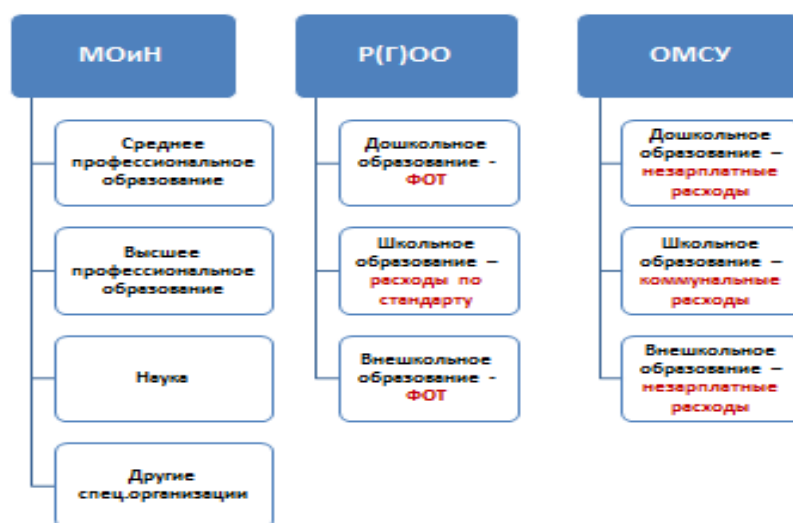 МОиН
Среднее
профессиональное
образование
Высшее
профессиональное
образование
Наука
Другие
спец.организации
Р(Г)ОО
Дошкольное
образование -
ФОТ
Школьное
образование –
расходы по
стандарту
Внешкольное
образование -
ФОТ
ОМСУ
Дошкольное
образование –
незарплатные
расходы
Школьное
образование –
коммунальные
расходы
Внешкольное
образование –
незарплатные
расходы